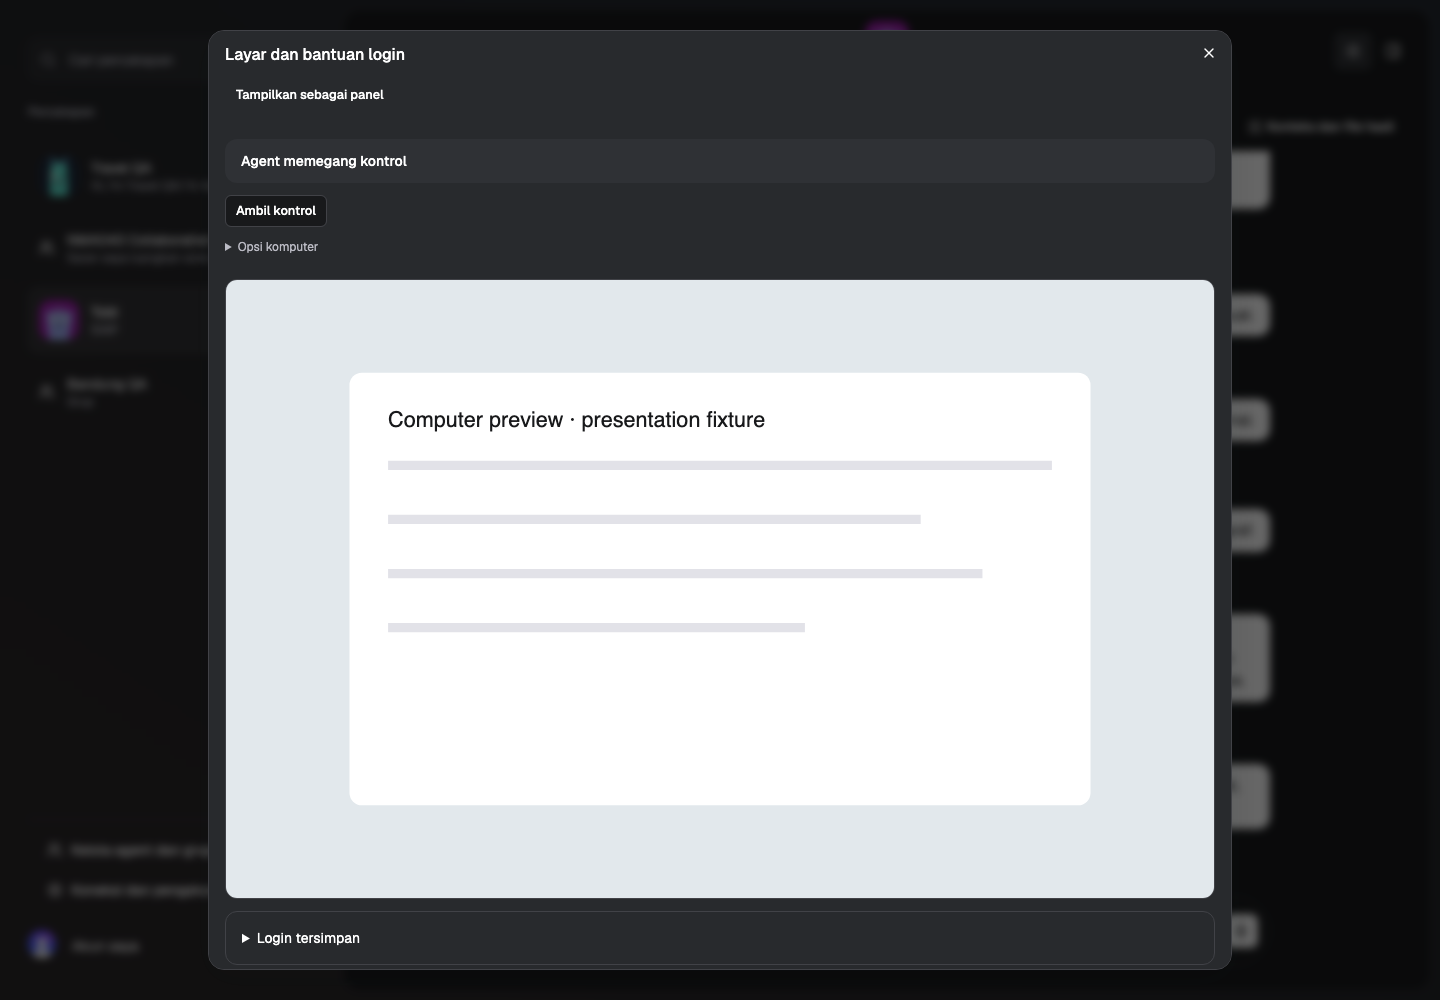 Layar dan bantuan login
Tampilkan sebagai panel
Agent memegang kontrol
Ambil kontrol
Opsi komputer
Computer preview · presentation fixture
Login tersimpan